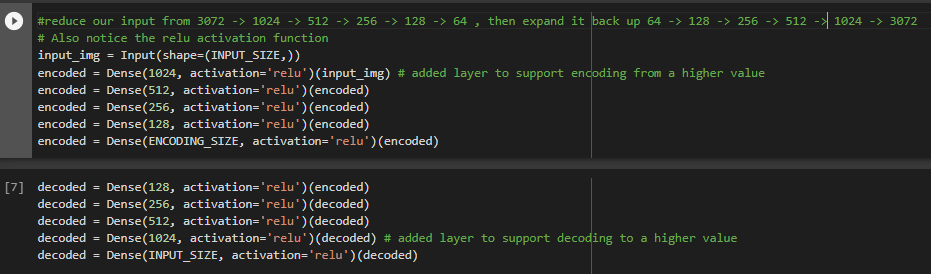 #reduce our input from 3072 -> 1024 -> 512 -> 256 -> 128 -> 64 , then expand it back up 64 -> 128 -> 256 -> 512 -> 1024 -> 3072
# Also notice the relu activation function
input_img = Input(shape=(INPUT_SIZE,))
encoded = Dense(1024, activation='relu')(input_img) # added layer to support encoding from a higher value
encoded = Dense(512, activation='relu')(encoded)
encoded = Dense(256, activation='relu')(encoded)
encoded = Dense(128, activation='relu')(encoded)
encoded = Dense(ENCODING_SIZE, activation='relu')(encoded)
[7]
decoded = Dense(128, activation='relu')(encoded)
decoded = Dense(256, activation='relu')(decoded)
decoded = Dense(512, activation='relu')(decoded)
decoded = Dense(1024, activation='relu')(decoded) # added layer to support decoding to a higher value
decoded = Dense(INPUT_SIZE, activation='relu')(decoded)